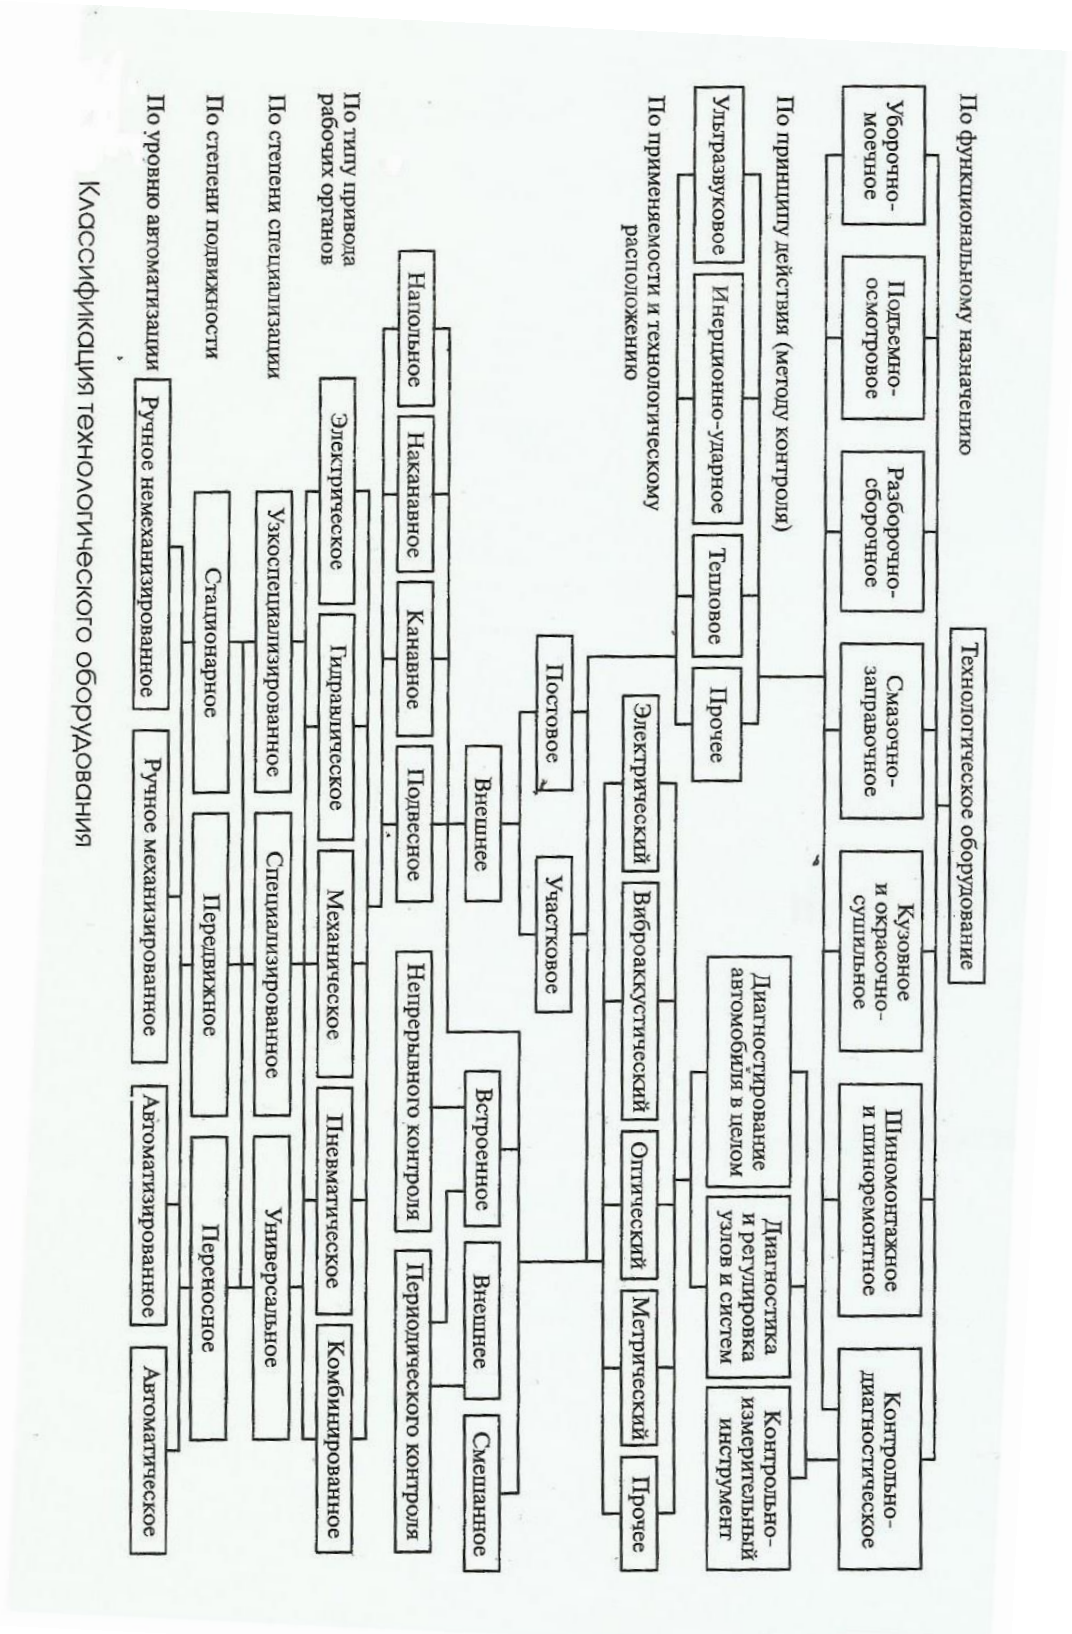 Технологическое оборудование
По функциональному назначению
Уборочно-
моечное
Подъемно-
осмотровое
Разборочно-
сборочное
Смазочно-
заправочное
Кузовное
и окрасочно-
сушильное
Шиномонтажное
и шиноремонтное
Контрольно-
диагностическое
По принципу действия (методу контроля)
Диагностирование
автомобиля в целом
Диагностика
и регулировка
узлов и систем
Контрольно-
измерительный
инструмент
Ультразвуковое
Инерционно-ударное
Тепловое
Прочее
Электрический
Виброаккустический
Оптический
Метрический
Прочее
По применяемости и технологическому
расположению
Постовое
Участковое
Внешнее
Встроенное
Внешнее
Смешанное
Напольное
Наканавное
Канавное
Подвесное
Непрерывного контроля
Периодического контроля
По типу привода
рабочих органов
Электрическое
Гидравлическое
Механическое
Пневматическое
Комбинированное
По степени специализации
Узкоспециализированное
Специализированное
Универсальное
По степени подвижности
Стационарное
Передвижное
Переносное
По уровню автоматизации
Ручное немеханизированное
Ручное механизированное
Автоматизированное
Автоматическое
Классификация технологического оборудования